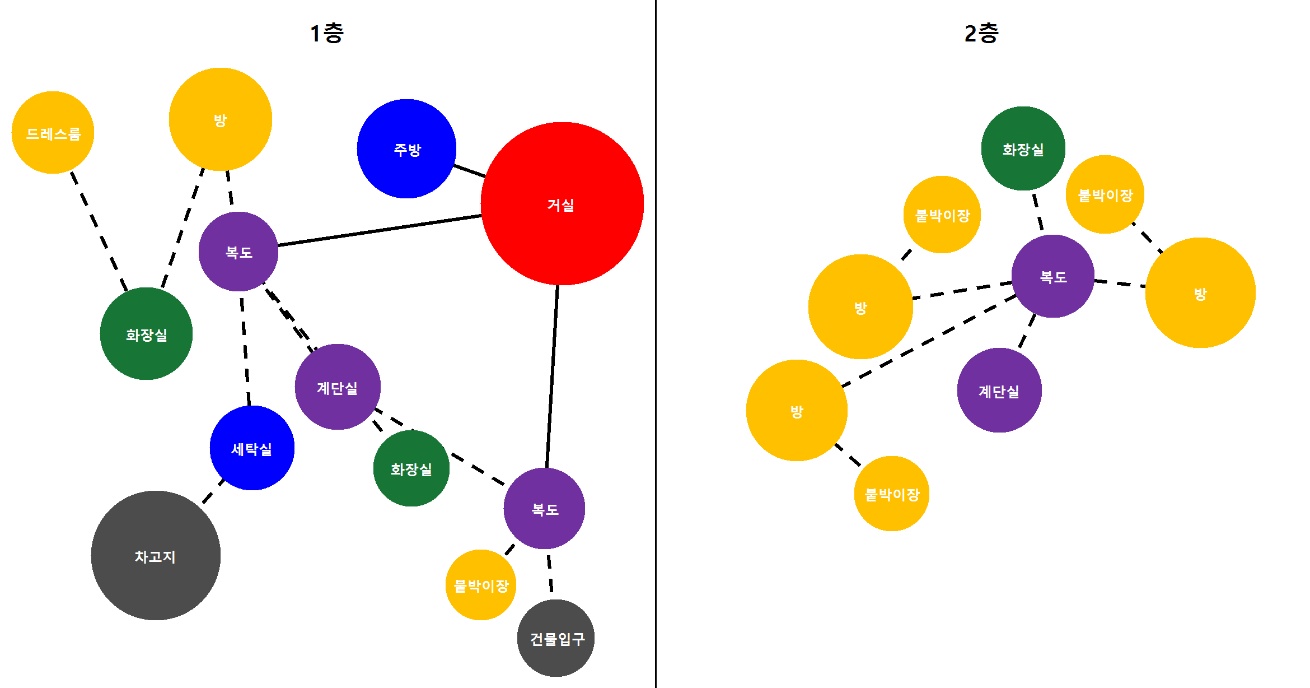 1층
드레스룸
방
주방
거실
복도
화장실
계단실
세탁실
화장실
복도
차고지
붙박이장
건물입구
2층
화장실
붙박이장
붙박이장
복도
방
방
계단실
방
붙박이장